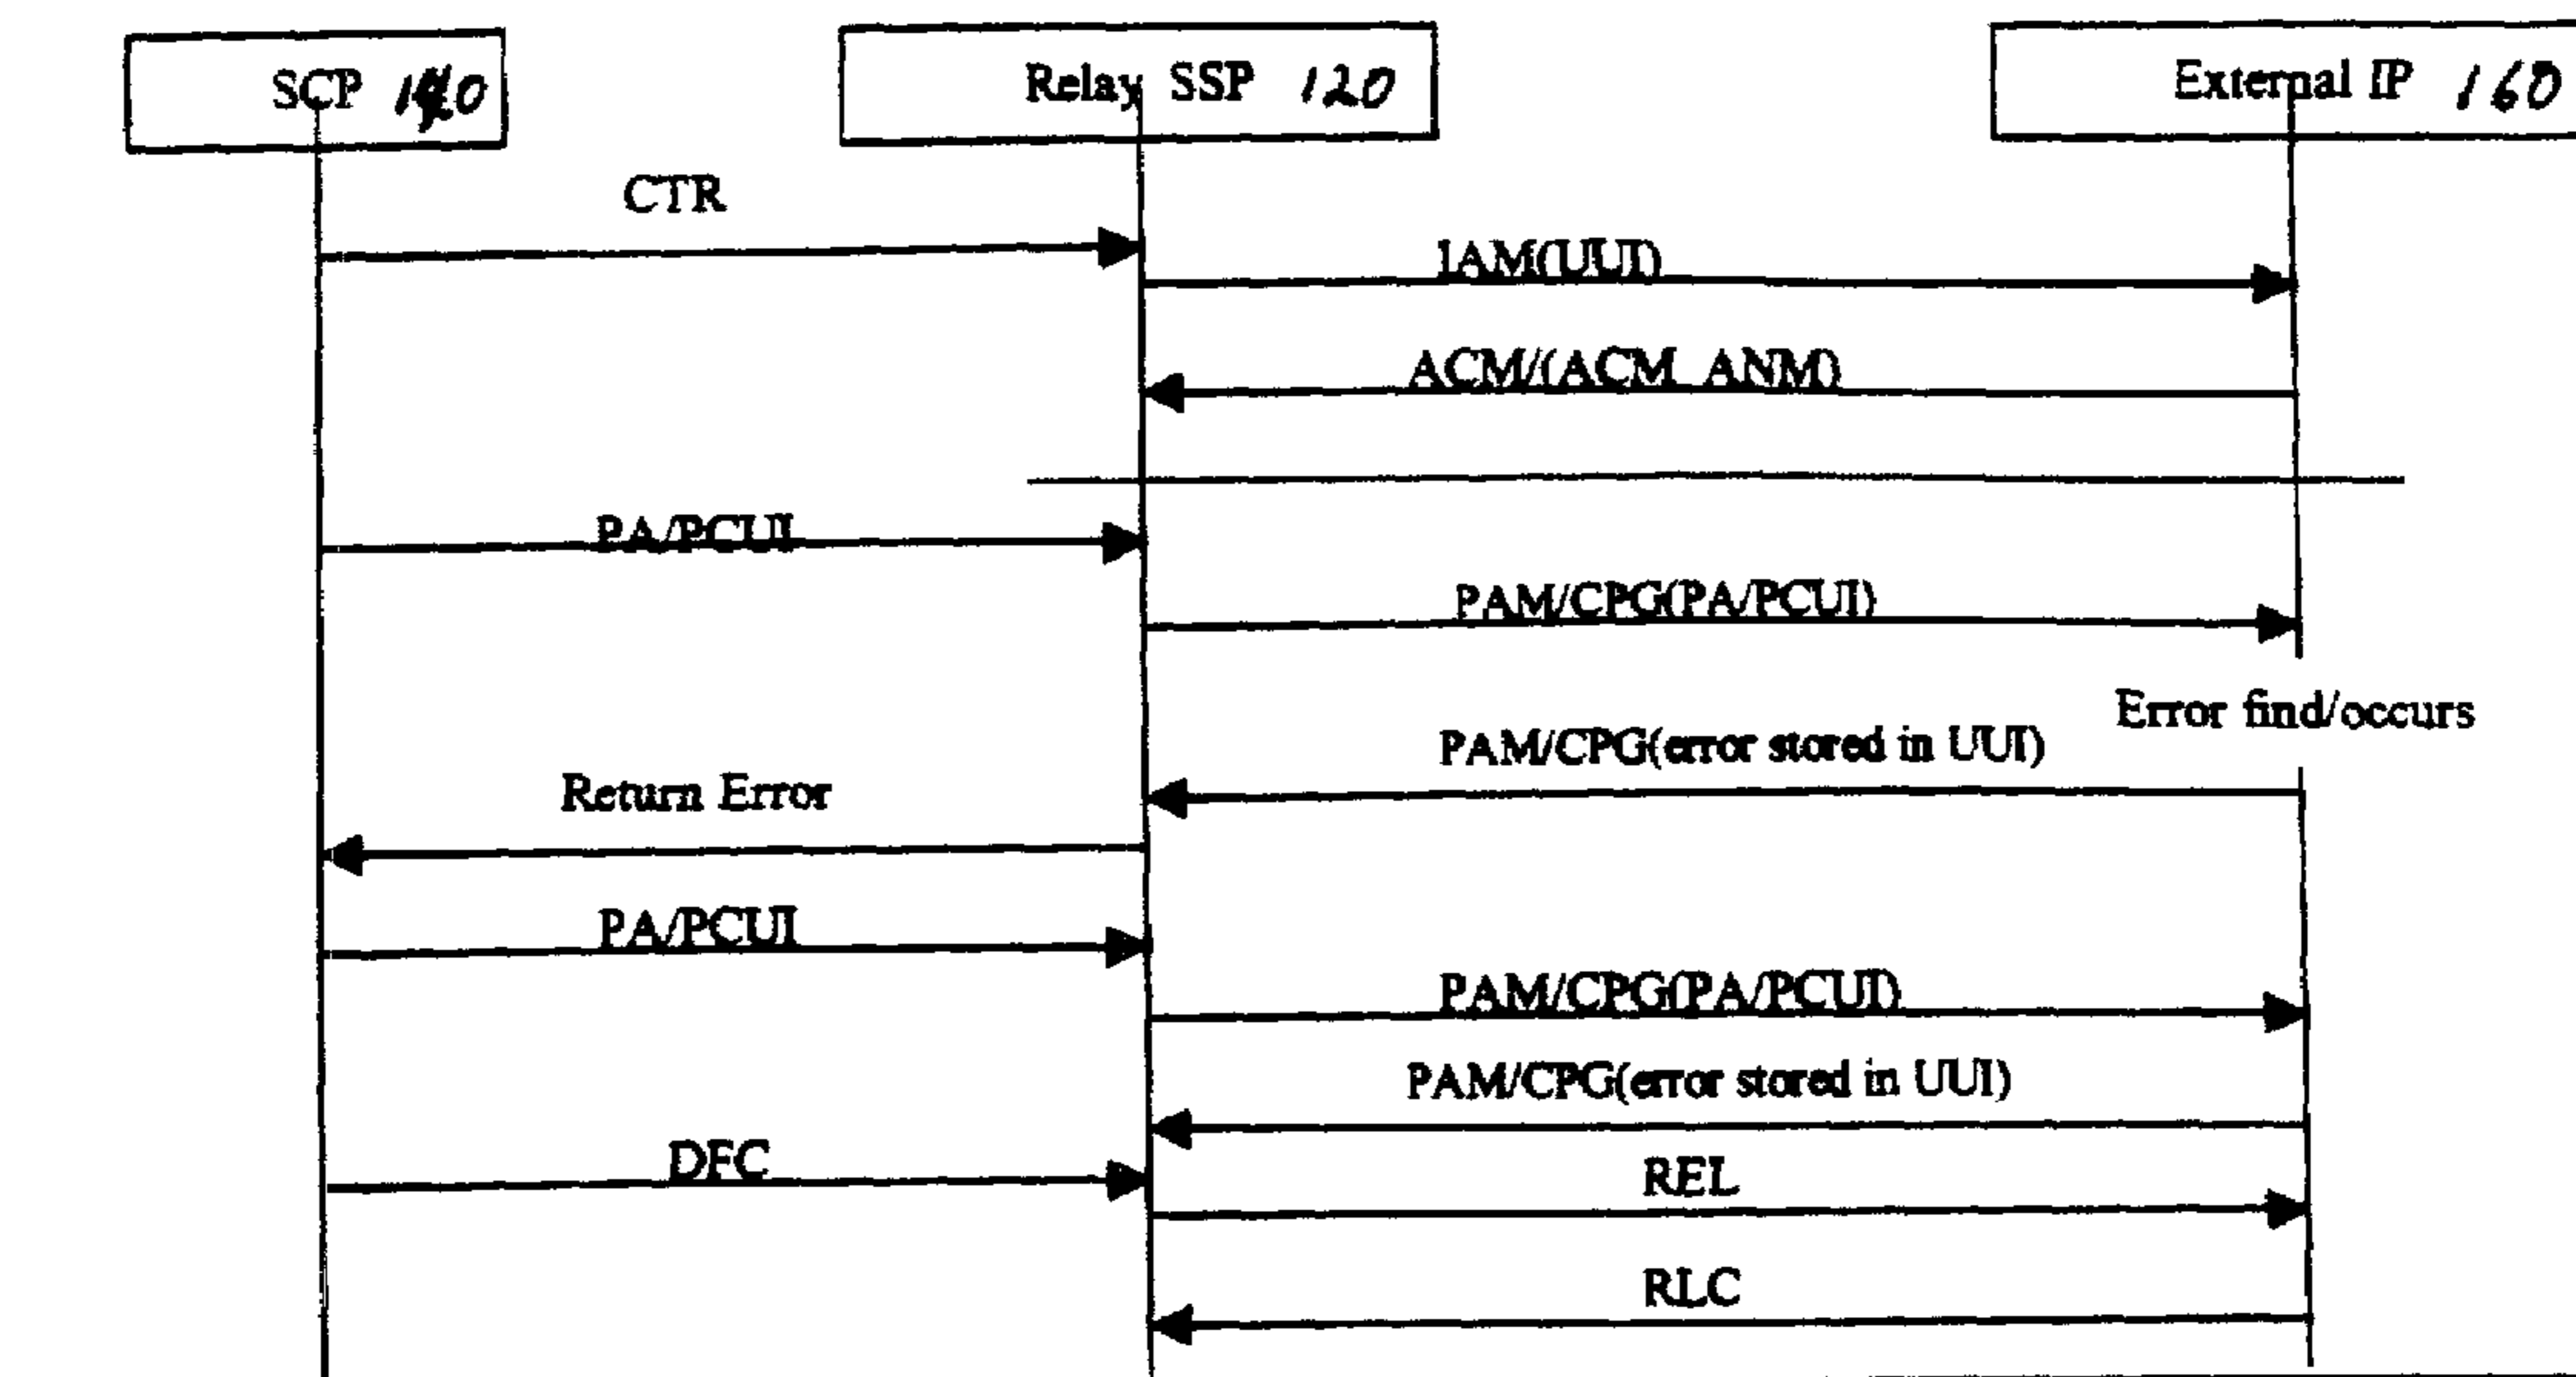 SCP
Relay SSP 120
External IP 160
CTR
IAM(UUI)
ACM/(ACM ANM)
PA/PCUI
PAM/CPG(PA/PCUI)
Error find/occurs
PAM/CPG(error stored in UUI)
Return Error
PA/PCUI
PAM/CPG(PA/PCUI)
PAM/CPG(error stored in UUI)
DFC
REL
RLC